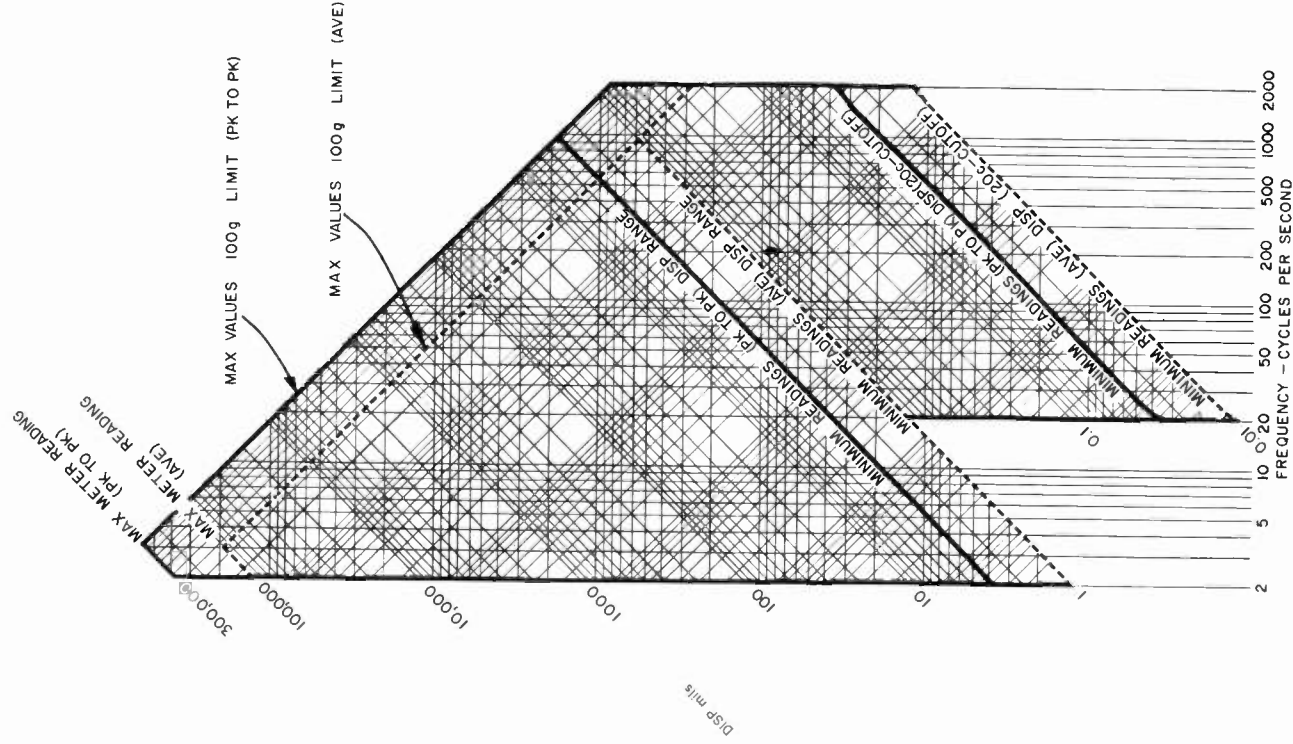 MAX VALUES 100g LIMIT (PK TO PK)
MAX VALUES 100g LIMIT (AVE)
MAX METER READING
(PK TO PK)
MAX METER READING
(AVE)
300,000
100,000
10,000
1000
100
10
1
0.1
DISP mils
MINIMUM READINGS (PK TO PK) DISP RANGE
MINIMUM READINGS (AVE) DISP RANGE
MINIMUM READINGS (PK TO PK) DISP (20c-CUTOFF)
MINIMUM READINGS (AVE) DISP (20c-CUTOFF)
2 5 10 20 50 100 200 500 1000 2000
FREQUENCY - CYCLES PER SECOND